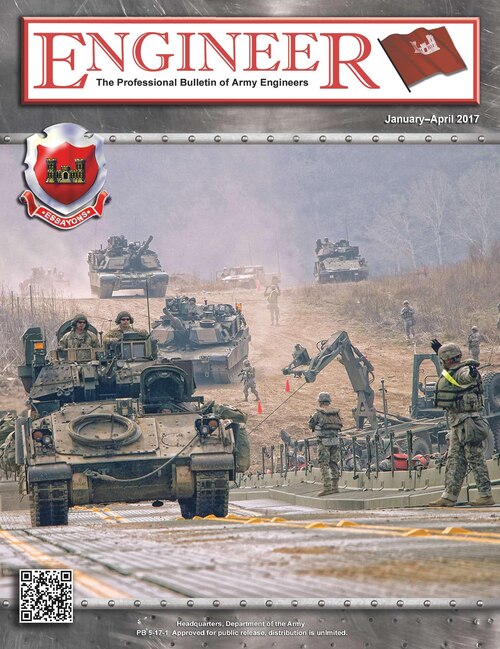 ENGINEER
The Professional Bulletin of Army Engineers
January–April 2017
ESSAYONS
Headquarters, Department of the Army
PB 5-17-1 Approved for public release, distribution is unlimited.